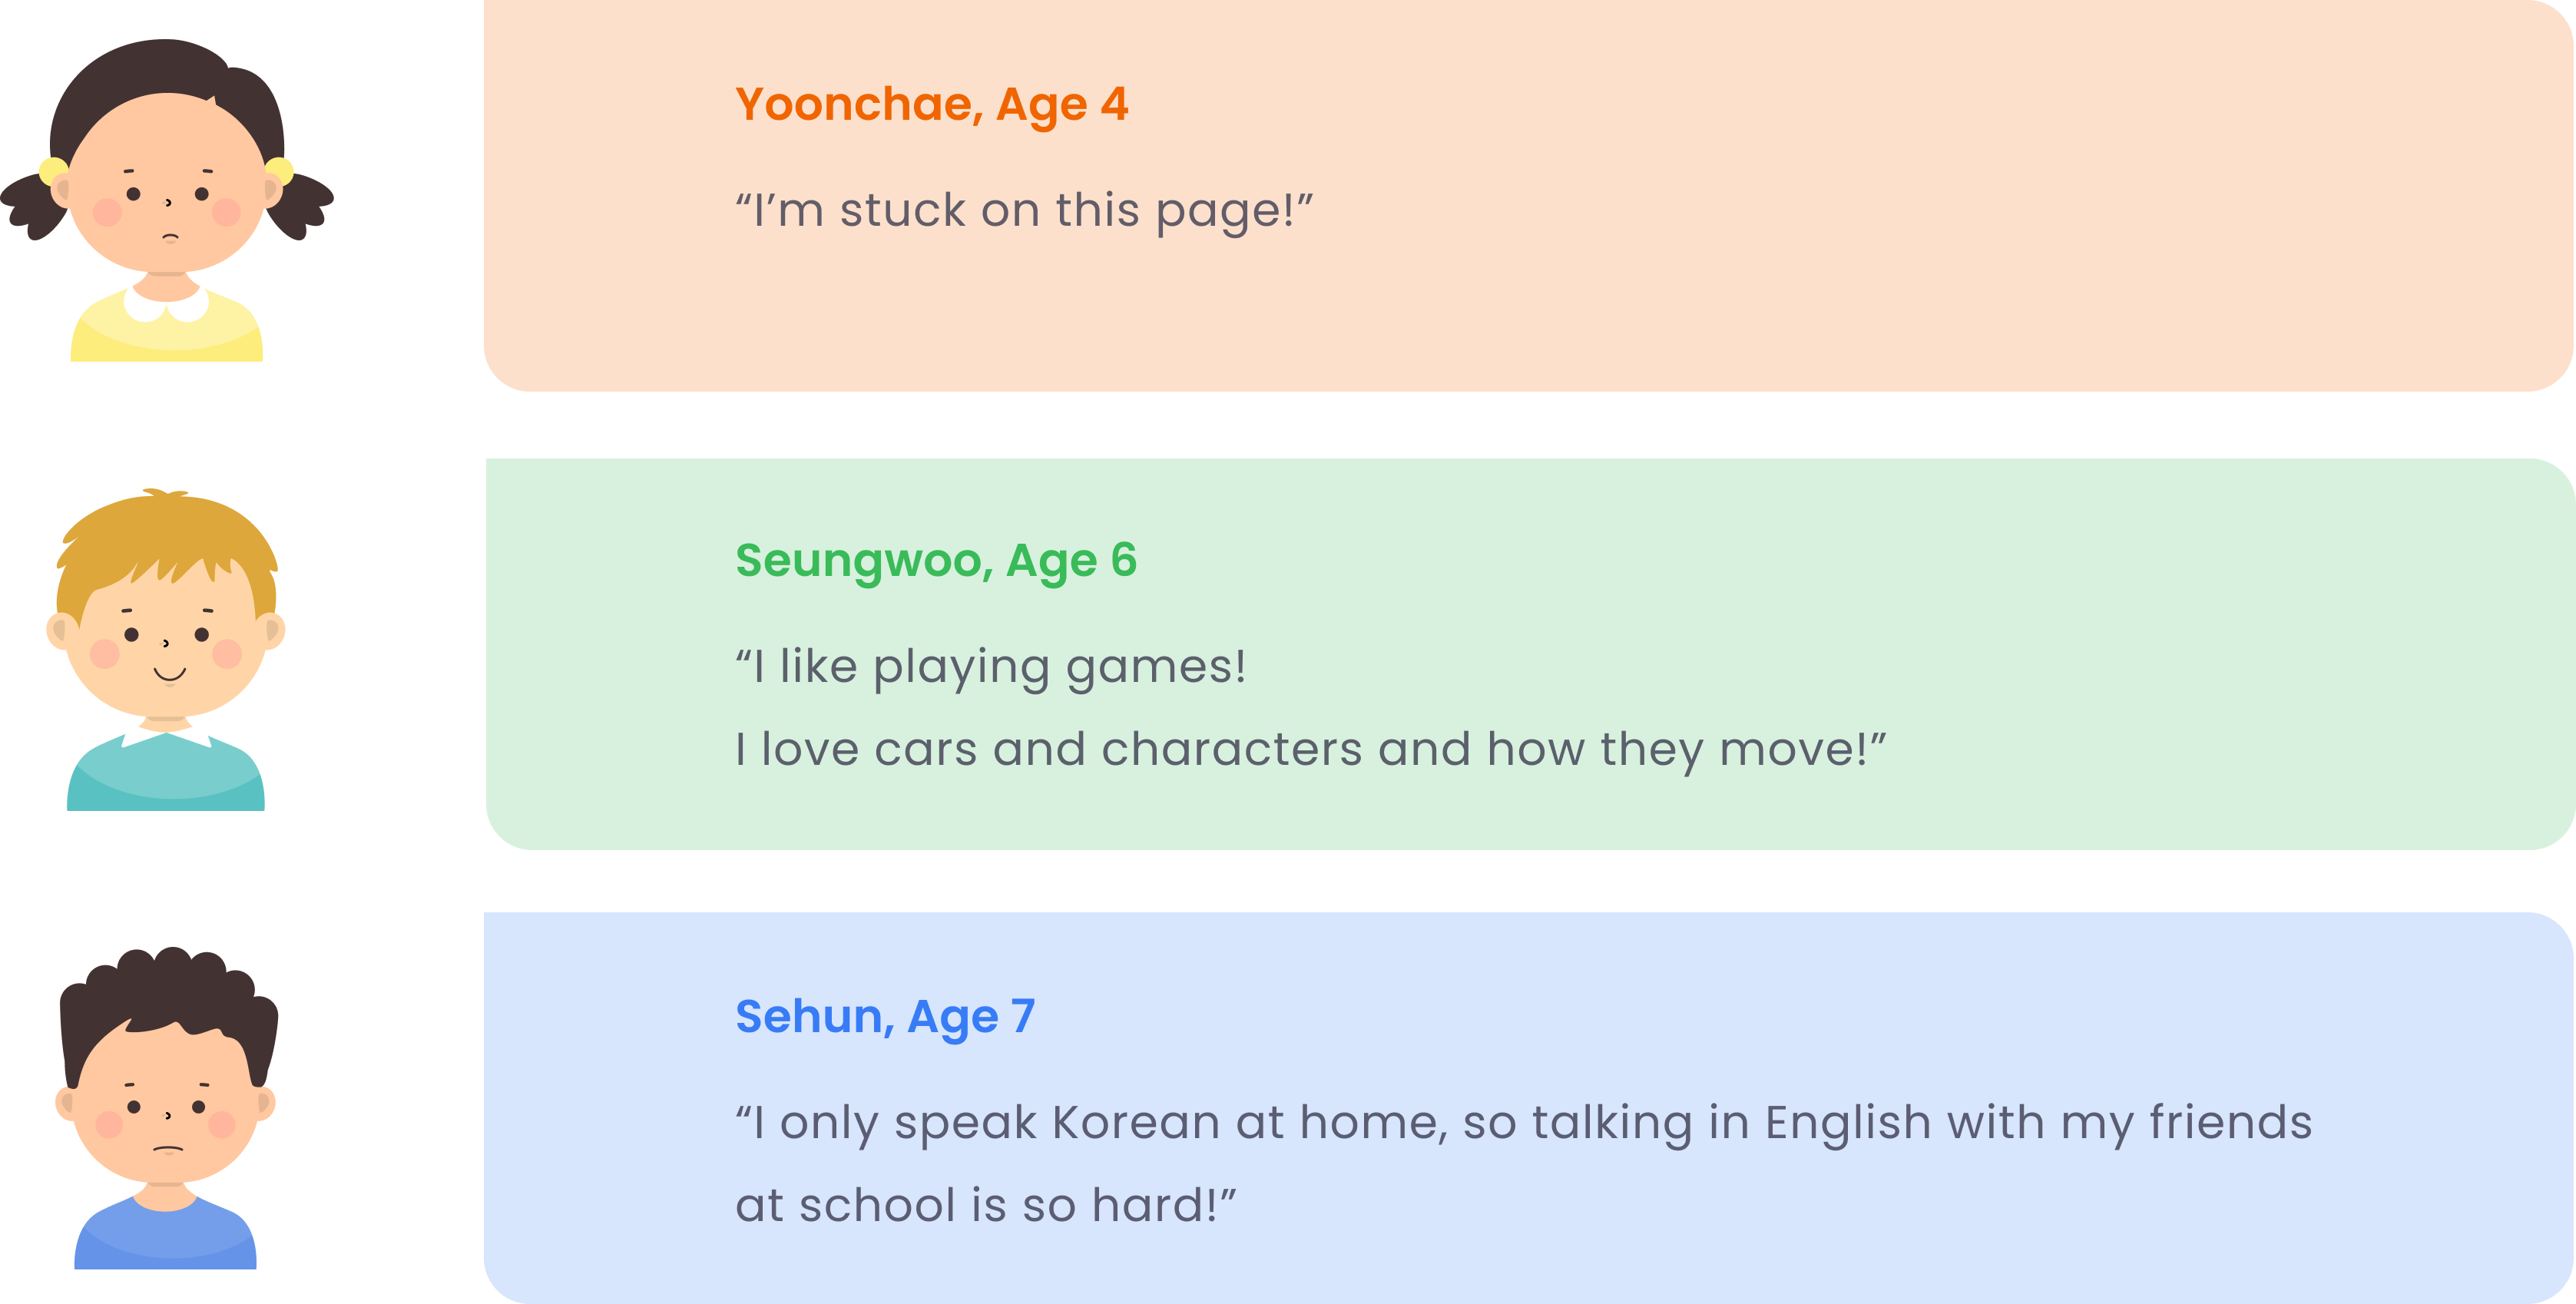 Yoonchae, Age 4
“I’m stuck on this page!”
Seungwoo, Age 6
“I like playing games!
I love cars and characters and how they move!”
Sehun, Age 7
“I only speak Korean at home, so talking in English with my friends
at school is so hard!”